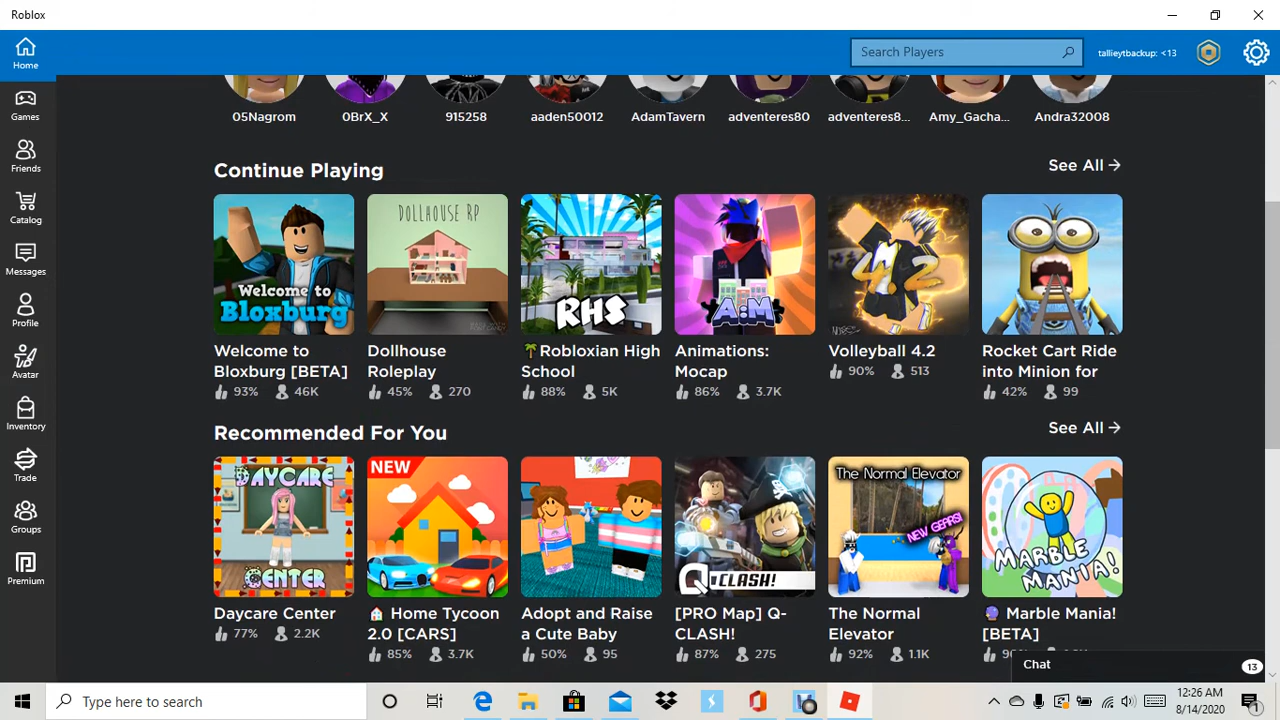 Roblox
Home
Search Players
tallieytbackup: <13
Games
Friends
Catalog
Messages
Profile
Avatar
Inventory
Trade
Groups
Premium
05Nagrom
0BrX_X
915258
aaden50012
AdamTavern
adventeres80
adventeres8...
Amy_Gacha...
Andra32008
Continue Playing
See All
Welcome to
Bloxburg
DOLLHOUSE RP
RHS
A:M
4.2
Welcome to
Bloxburg [BETA]
93% 46K
Dollhouse
Roleplay
45% 270
Robloxian High
School
88% 5K
Animations:
Mocap
86% 3.7K
Volleyball 4.2
90% 513
Rocket Cart Ride
into Minion for
42% 99
Recommended For You
See All
DAYCARE
CENTER
NEW
Q-CLASH!
The Normal Elevator
NEW GEARS!
MARBLE
MANIA!
Daycare Center
77% 2.2K
Home Tycoon
2.0 [CARS]
85% 3.7K
Adopt and Raise
a Cute Baby
50% 95
[PRO Map] Q-
CLASH!
87% 275
The Normal
Elevator
92% 1.1K
Marble Mania!
[BETA]
Chat
13
Type here to search
12:26 AM
8/14/2020
1